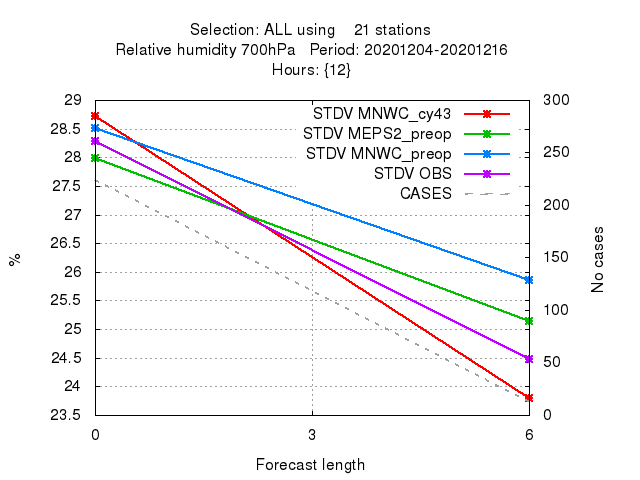 Selection: ALL using    21 stations
Relative humidity 700hPa   Period: 20201204-20201216
Hours: {12}
STDV MNWC_cy43
STDV MEPS2_preop
STDV MNWC_preop
STDV OBS
CASES
29
28.5
28
27.5
27
26.5
26
25.5
25
24.5
24
23.5
%
300
250
200
150
100
50
0
No cases
0
3
6
Forecast length